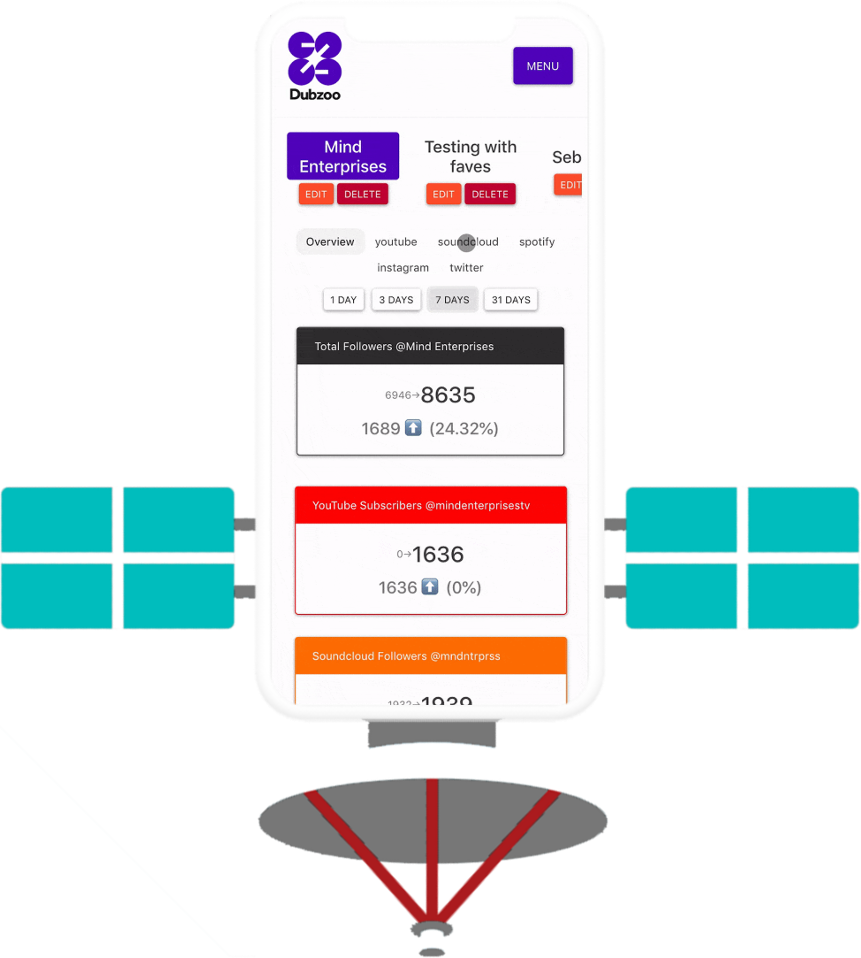 Dubzoo
MENU
Mind
Enterprises
EDIT DELETE
Testing with
faves
EDIT DELETE
Seb
EDIT
Overview youtube soundcloud spotify
instagram twitter
1 DAY 3 DAYS 7 DAYS 31 DAYS
Total Followers @Mind Enterprises
6946→8635
1689 ⬆️ (24.32%)
YouTube Subscribers @mindenterprisestv
0→1636
1636 ⬆️ (0%)
Soundcloud Followers @mndntrprss
1932→1939